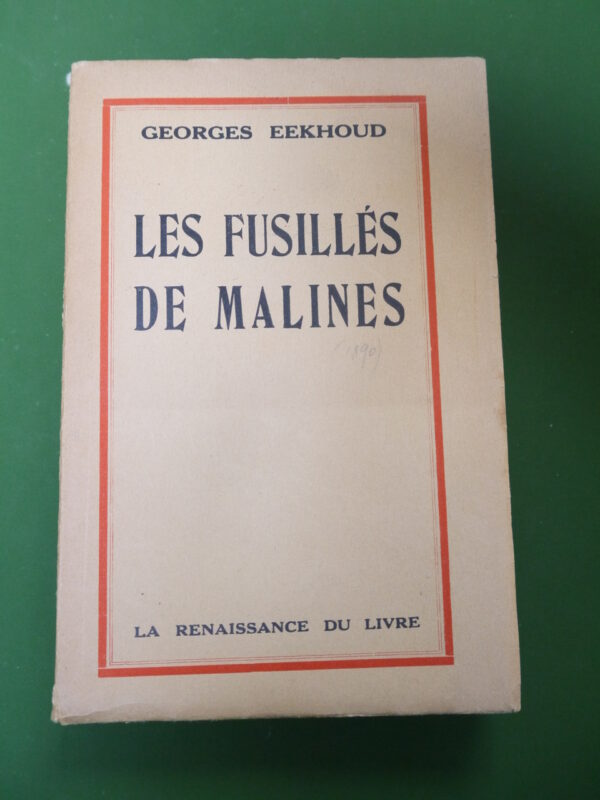 GEORGES EEKHOUD
LES FUSILLÉS
DE MALINES
(1890)
LA RENAISSANCE DU LIVRE